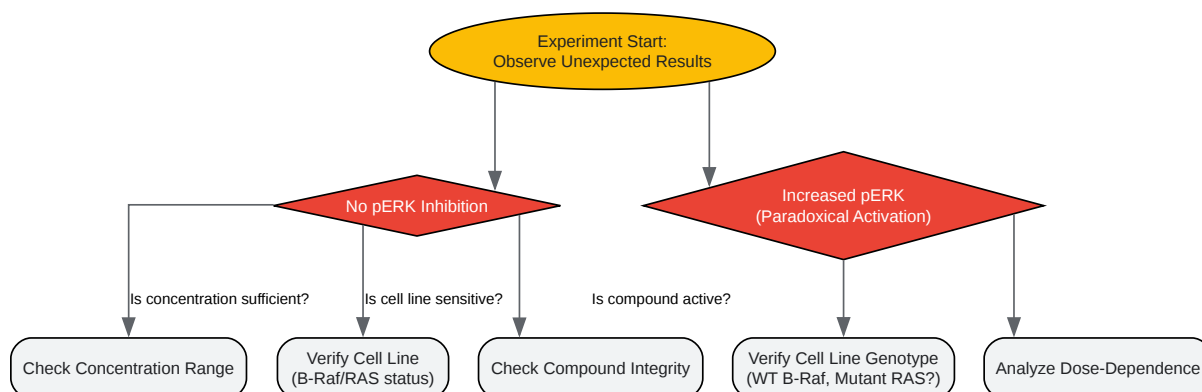 Experiment Start:
Observe Unexpected Results
No pERK Inhibition
Increased pERK
(Paradoxical Activation)
Is concentration sufficient?
Is cell line sensitive?
Is compound active?
Check Concentration Range
Verify Cell Line
(B-Raf/RAS status)
Check Compound Integrity
Verify Cell Line Genotype
(WT B-Raf, Mutant RAS?)
Analyze Dose-Dependence